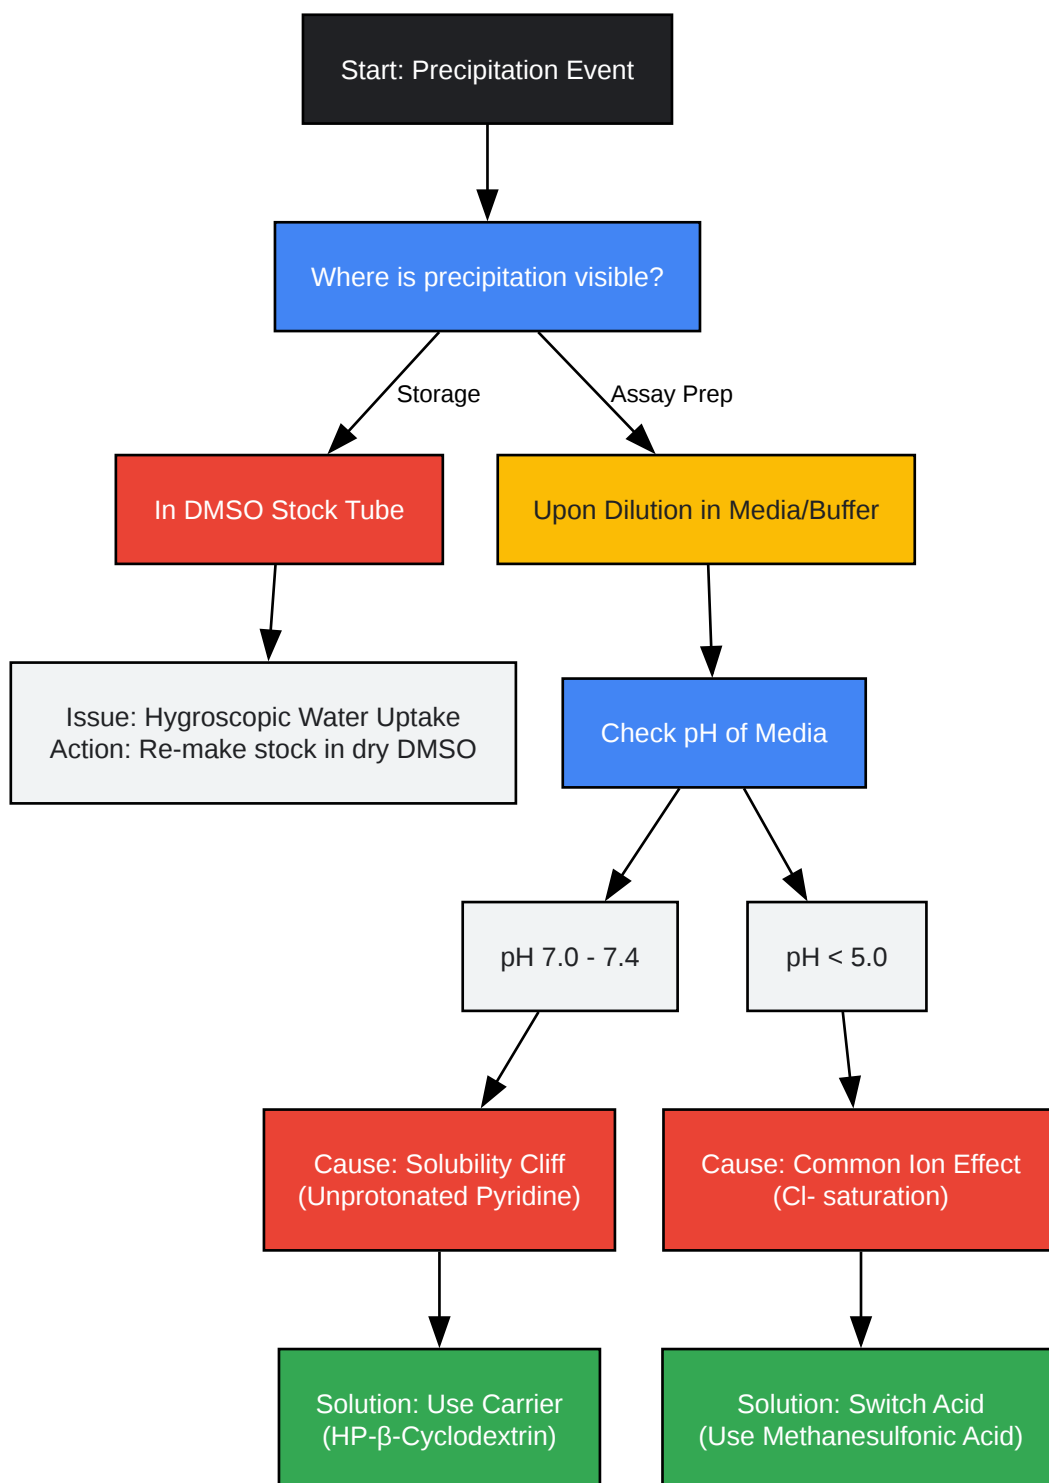 Start: Precipitation Event
Where is precipitation visible?
Storage
Assay Prep
In DMSO Stock Tube
Upon Dilution in Media/Buffer
Issue: Hygroscopic Water Uptake
Action: Re-make stock in dry DMSO
Check pH of Media
pH 7.0 - 7.4
pH < 5.0
Cause: Solubility Cliff
(Unprotonated Pyridine)
Cause: Common Ion Effect
(Cl- saturation)
Solution: Use Carrier
(HP-β-Cyclodextrin)
Solution: Switch Acid
(Use Methanesulfonic Acid)